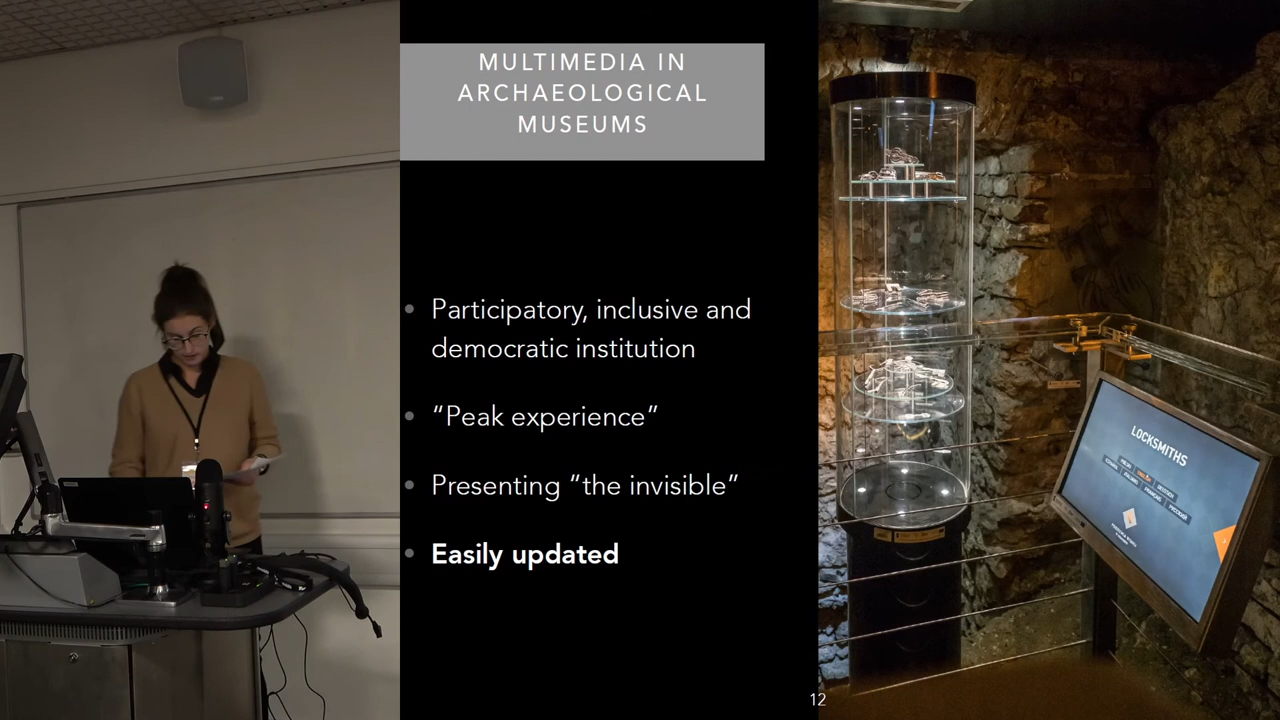 MULTIMEDIA IN
ARCHAEOLOGICAL
MUSEUMS
• Participatory, inclusive and
democratic institution
• “Peak experience”
• Presenting “the invisible”
• Easily updated
LOCKSMITHS
12